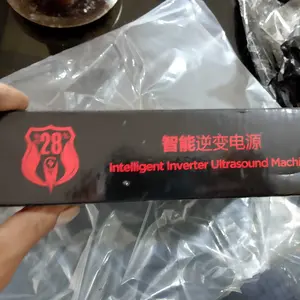 "28"
智能逆变电源
Intelligent Inverter Ultrasound Machi